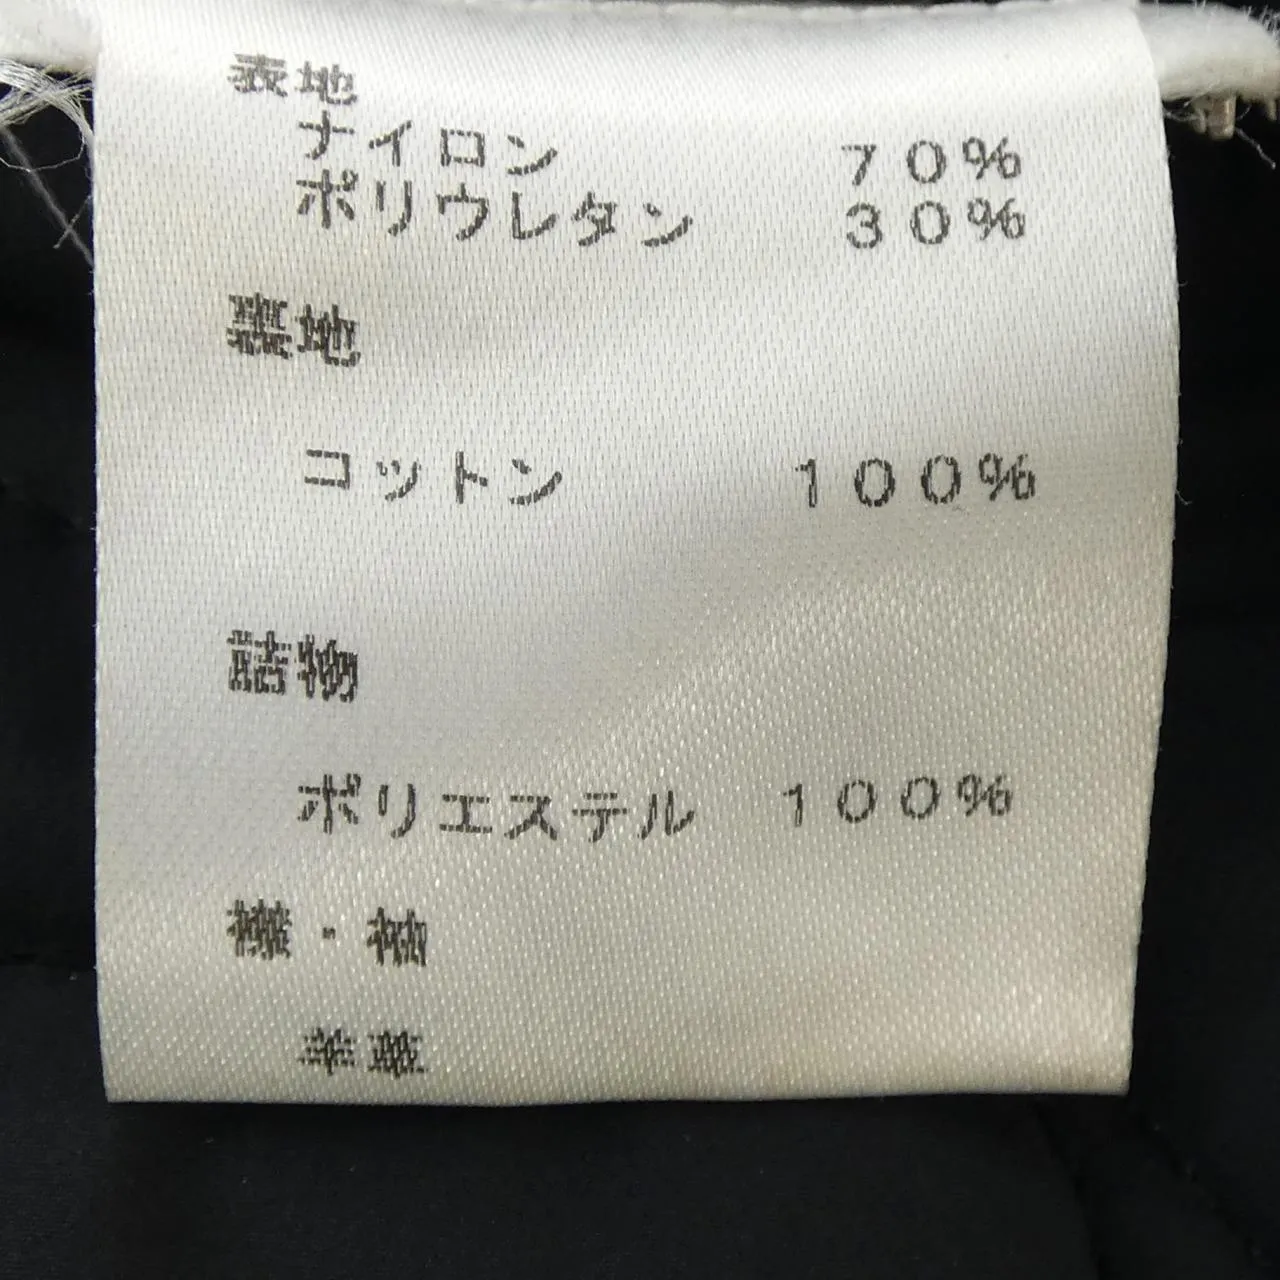 表地
ナイロン 70%
ポリウレタン 30%
裏地
コットン 100%
詰物
ポリエステル 100%
襟・袖
羊革